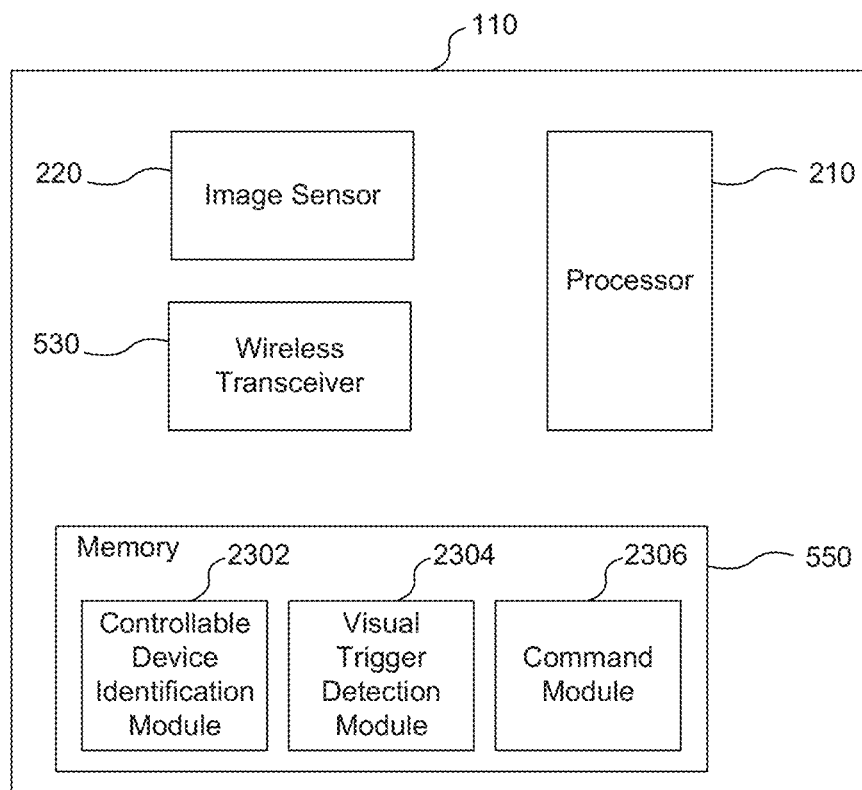 110
220
Image Sensor
210
Processor
530
Wireless
Transceiver
Memory
550
2302
Controllable
Device
Identification
Module
2304
Visual
Trigger
Detection
Module
2306
Command
Module